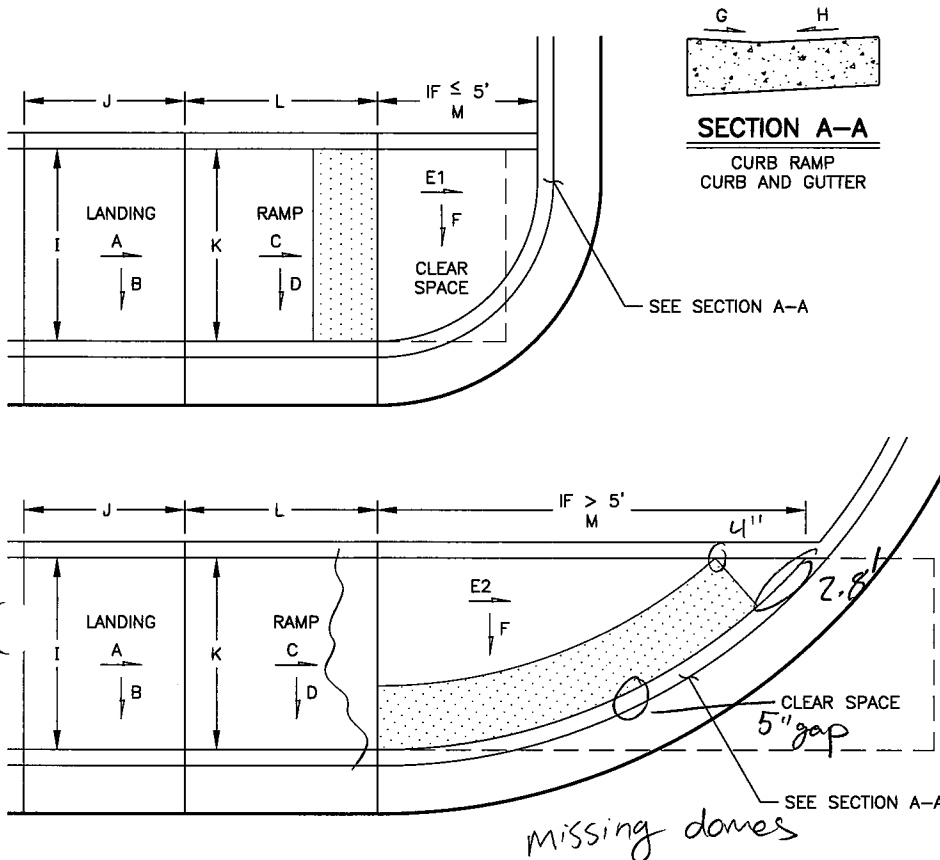 G H
SECTION A-A
CURB RAMP
CURB AND GUTTER
J L IF ≤ 5'
M
I LANDING
A
B
K RAMP
C
D
E1
F
CLEAR
SPACE
SEE SECTION A-A
J L IF > 5'
M
4"
2.8'
I LANDING
A
B
K RAMP
C
D
E2
F
CLEAR SPACE
5" gap
SEE SECTION A-A
missing domes